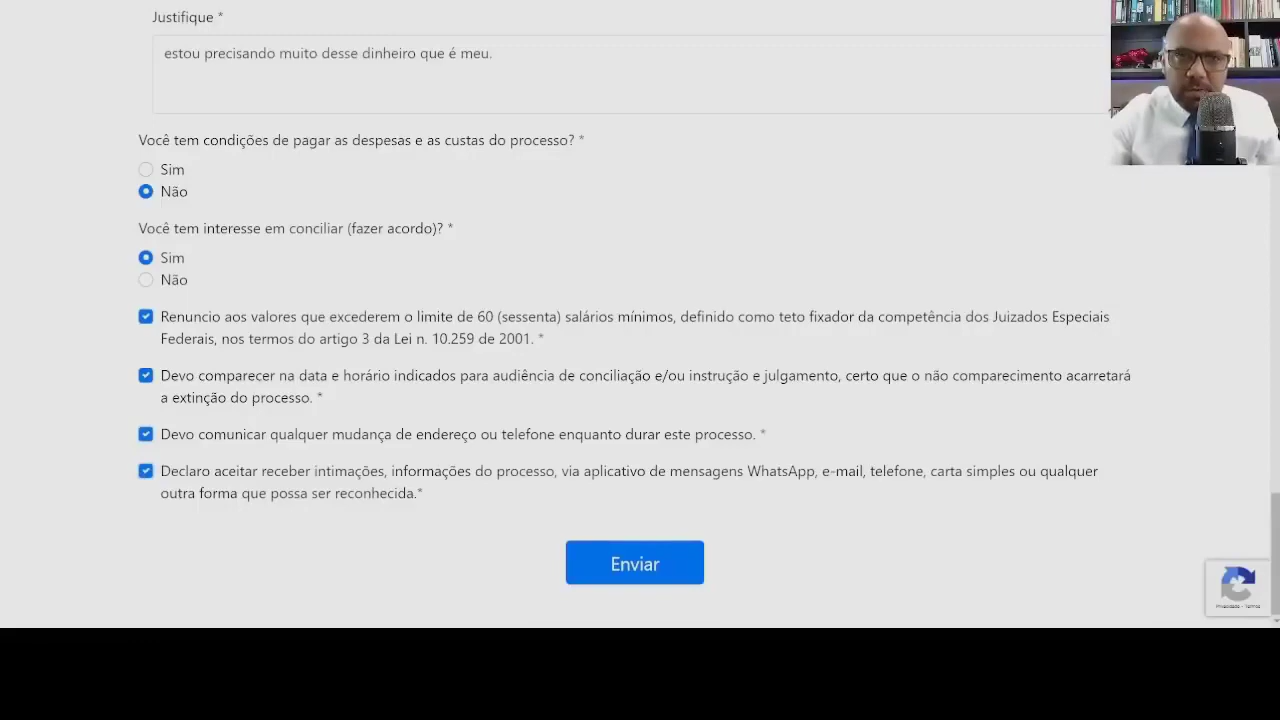 Justifique *
estou precisando muito desse dinheiro que é meu.
Você tem condições de pagar as despesas e as custas do processo? *
Sim
Não
Você tem interesse em conciliar (fazer acordo)? *
Sim
Não
Renuncio aos valores que excederem o limite de 60 (sessenta) salários mínimos, definido como teto fixador da competência dos Juizados Especiais
Federais, nos termos do artigo 3 da Lei n. 10.259 de 2001. *
Devo comparecer na data e horário indicados para audiência de conciliação e/ou instrução e julgamento, certo que o não comparecimento acarretará
a extinção do processo. *
Devo comunicar qualquer mudança de endereço ou telefone enquanto durar este processo. *
Declaro aceitar receber intimações, informações do processo, via aplicativo de mensagens WhatsApp, e-mail, telefone, carta simples ou qualquer
outra forma que possa ser reconhecida.*
Enviar
Privacidade - Termos